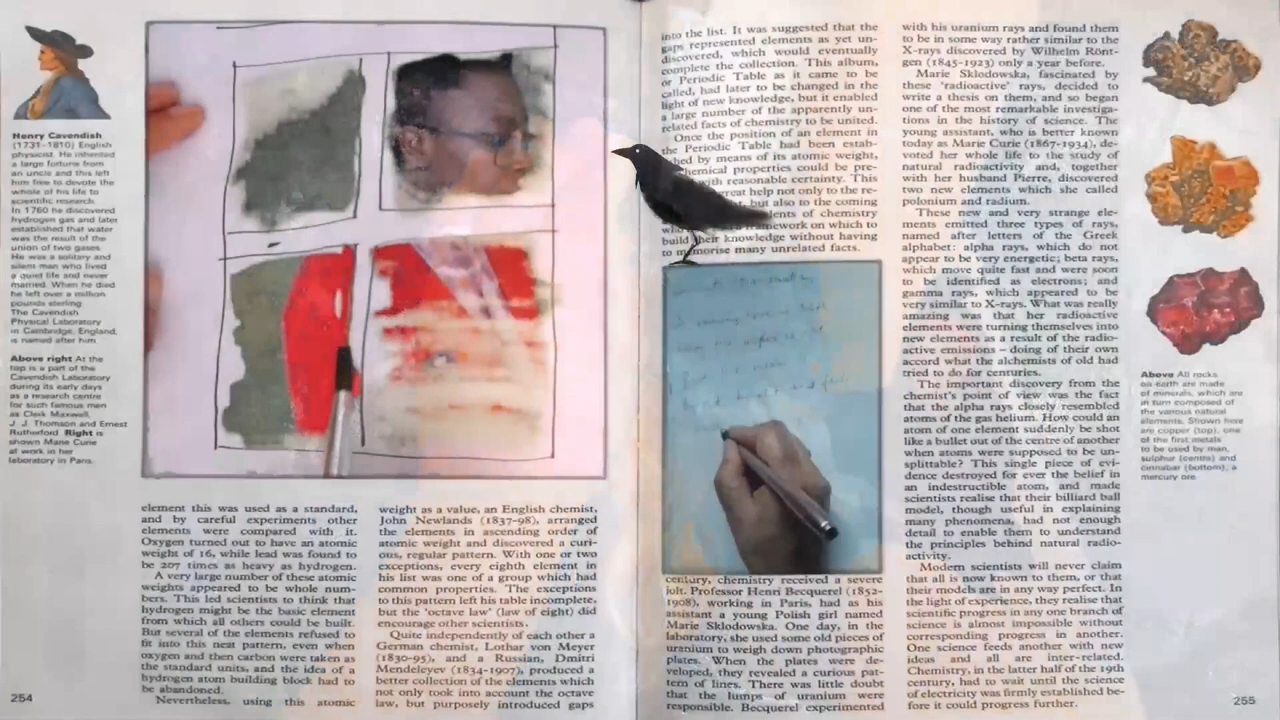 Henry Cavendish
(1731–1810) English
physicist. He inherited
a large fortune from
an uncle and this left
him free to devote the
whole of his life to
scientific research.
In 1760 he discovered
hydrogen gas and later
established that water
was the result of the
union of two gases.
He was a solitary and
silent man who lived
a quiet life and never
married. When he died
he left over a million
pounds sterling.
The Cavendish
Physical Laboratory
in Cambridge, England,
is named after him.
Above right At the
top is a part of the
Cavendish Laboratory
during its early days
as a research centre
for such famous men
as Clerk Maxwell,
J. J. Thomson and Ernest
Rutherford. Right is
shown Marie Curie
at work in her
laboratory in Paris.
254
element this was used as a standard,
and by careful experiments other
elements were compared with it.
Oxygen turned out to have an atomic
weight of 16, while lead was found to
be 207 times as heavy as hydrogen.
A very large number of these atomic
weights appeared to be whole num-
bers. This led scientists to think that
hydrogen might be the basic element
from which all others could be built.
But several of the elements refused to
fit into this neat pattern, even when
oxygen and then carbon were taken as
the standard units, and the idea of a
hydrogen atom building block had to
be abandoned.
Nevertheless, using this atomic
weight as a value, an English chemist,
John Newlands (1837-98), arranged
the elements in ascending order of
atomic weight and discovered a curi-
ous, regular pattern. With one or two
exceptions, every eighth element in
his list was one of a group which had
common properties. The exceptions
to this pattern left his table incomplete,
but the 'octave law' (law of eight) did
encourage other scientists.
Quite independently of each other a
German chemist, Lothar von Meyer
(1830-95), and a Russian, Dmitri
Mendeleyev (1834-1907), produced a
better collection of the elements which
not only took into account the octave
law, but purposely introduced gaps
into the list. It was suggested that the
gaps represented elements as yet un-
discovered, which would eventually
complete the collection. This album,
or Periodic Table as it came to be
called, had later to be changed in the
light of new knowledge, but it enabled
a large number of the apparently un-
related facts of chemistry to be united.
Once the position of an element in
the Periodic Table had been estab-
by means of its atomic weight,
chemical properties could be pre-
with reasonable certainty. This
great help not only to the re-
but also to the coming
of chemistry
framework on which to
build their knowledge without having
to memorise many unrelated facts.
century, chemistry received a severe
jolt. Professor Henri Becquerel (1852-
1908), working in Paris, had as his
assistant a young Polish girl named
Marie Sklodowska. One day, in the
laboratory, she used some old pieces of
uranium to weigh down photographic
plates. When the plates were de-
veloped, they revealed a curious pat-
tern of lines. There was little doubt
that the lumps of uranium were
responsible. Becquerel experimented
with his uranium rays and found them
to be in some way rather similar to the
X-rays discovered by Wilhelm Rönt-
gen (1845-1923) only a year before.
Marie Sklodowska, fascinated by
these 'radioactive' rays, decided to
write a thesis on them, and so began
one of the most remarkable investiga-
tions in the history of science. The
young assistant, who is better known
today as Marie Curie (1867-1934), de-
voted her whole life to the study of
natural radioactivity and, together
with her husband Pierre, discovered
two new elements which she called
polonium and radium.
These new and very strange ele-
ments emitted three types of rays,
named after letters of the Greek
alphabet: alpha rays, which do not
appear to be very energetic; beta rays,
which move quite fast and were soon
to be identified as electrons; and
gamma rays, which appeared to be
very similar to X-rays. What was really
amazing was that her radioactive
elements were turning themselves into
new elements as a result of the radio-
active emissions – doing of their own
accord what the alchemists of old had
tried to do for centuries.
The important discovery from the
chemist's point of view was the fact
that the alpha rays closely resembled
atoms of the gas helium. How could an
atom of one element suddenly be shot
like a bullet out of the centre of another
when atoms were supposed to be un-
splittable? This single piece of evi-
dence destroyed for ever the belief in
an indestructible atom, and made
scientists realise that their billiard ball
model, though useful in explaining
many phenomena, had not enough
detail to enable them to understand
the principles behind natural radio-
activity.
Modern scientists will never claim
that all is now known to them, or that
their models are in any way perfect. In
the light of experience, they realise that
scientific progress in any one branch of
science is almost impossible without
corresponding progress in another.
One science feeds another with new
ideas and all are inter-related.
Chemistry, in the latter half of the 19th
century, had to wait until the science
of electricity was firmly established be-
fore it could progress further.
Above All rocks
on earth are made
of minerals, which are
in turn composed of
the various natural
elements. Shown here
are copper (top), one
of the first metals
to be used by man,
sulphur (centre) and
cinnabar (bottom), a
mercury ore.
255